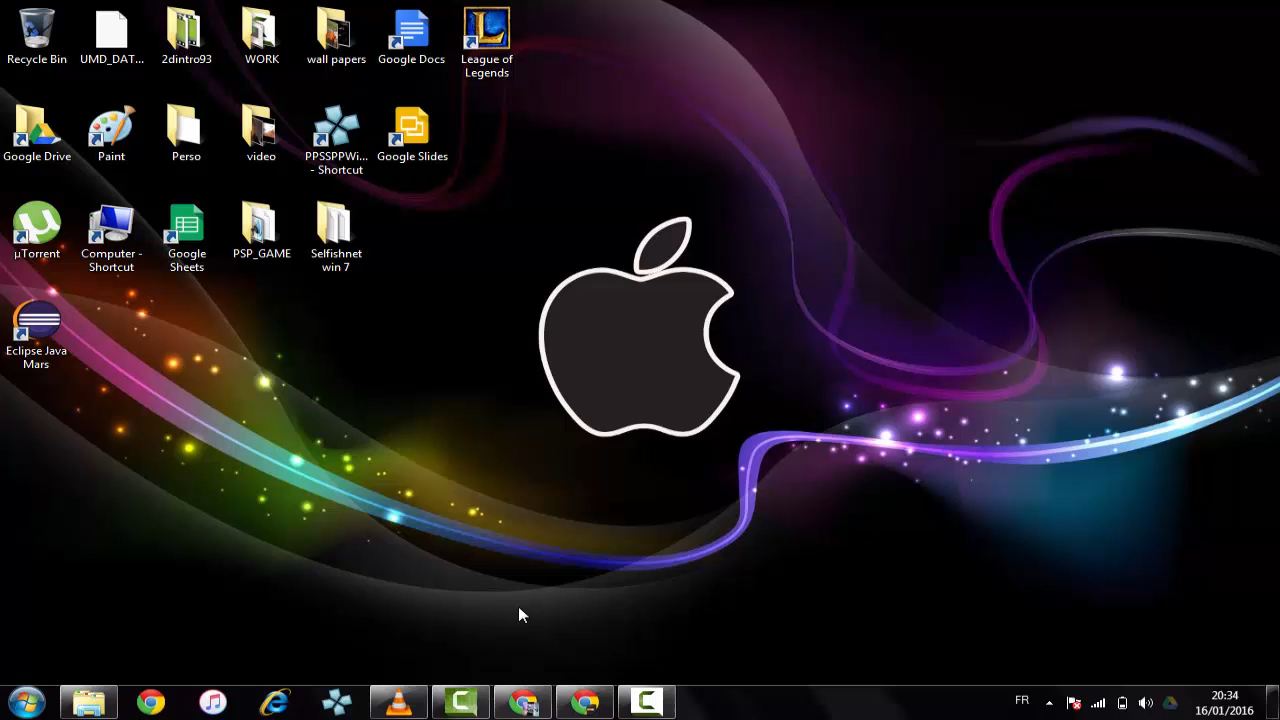 Recycle Bin
UMD_DAT...
2dintro93
WORK
wall papers
Google Docs
League of
Legends
Google Drive
Paint
Perso
video
PPSSPPWi...
- Shortcut
Google Slides
µTorrent
Computer -
Shortcut
Google
Sheets
PSP_GAME
Selfishnet
win 7
Eclipse Java
Mars
FR
20:34
16/01/2016